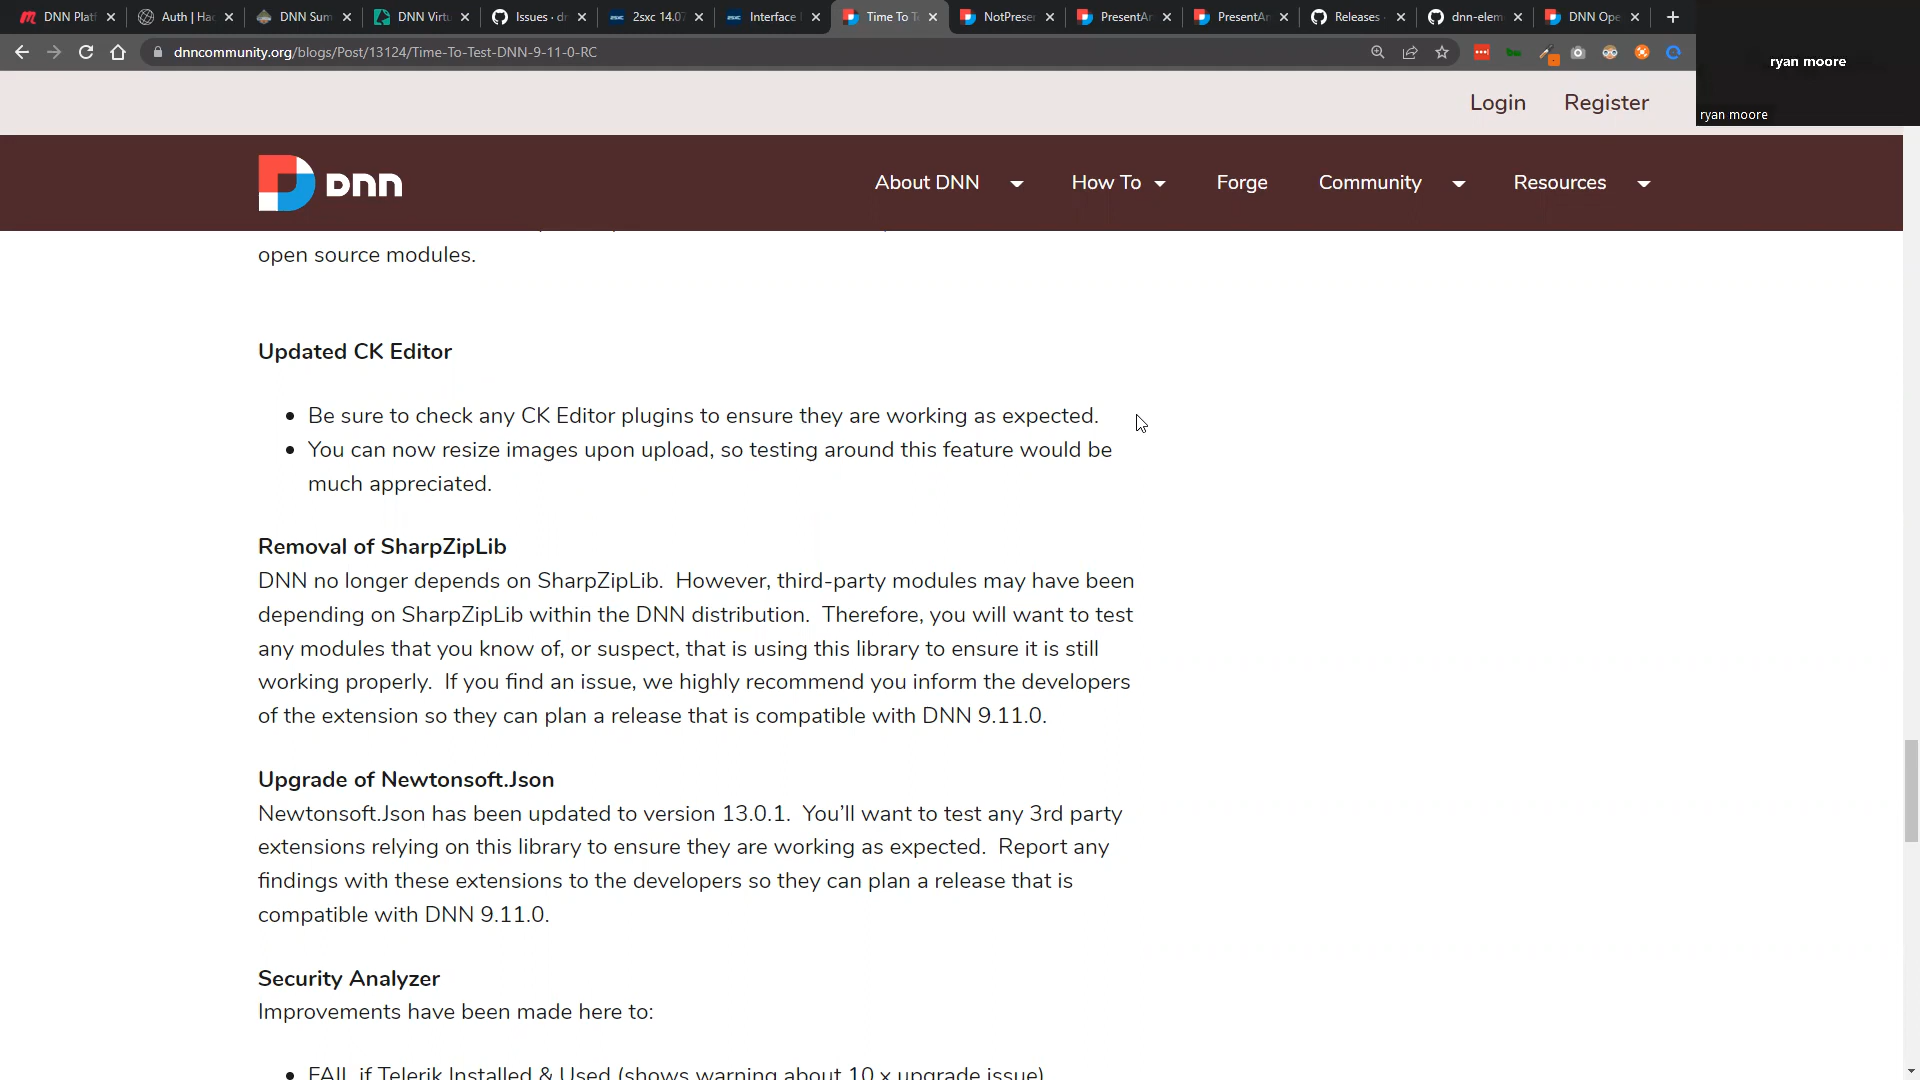 DNN Platf
Auth | Hac
DNN Sum
DNN Virtu
Issues · dn
2sxc 14.07
Interface
Time To T
NotPrese
PresentAr
PresentAr
Releases ·
dnn-elem
DNN Ope
dnncommunity.org/blogs/Post/13124/Time-To-Test-DNN-9-11-0-RC
ryan moore
ryan moore
Login
Register
DNN
About DNN
How To
Forge
Community
Resources
open source modules.
Updated CK Editor
• Be sure to check any CK Editor plugins to ensure they are working as expected.
• You can now resize images upon upload, so testing around this feature would be
much appreciated.
Removal of SharpZipLib
DNN no longer depends on SharpZipLib.  However, third-party modules may have been
depending on SharpZipLib within the DNN distribution.  Therefore, you will want to test
any modules that you know of, or suspect, that is using this library to ensure it is still
working properly.  If you find an issue, we highly recommend you inform the developers
of the extension so they can plan a release that is compatible with DNN 9.11.0.
Upgrade of Newtonsoft.Json
Newtonsoft.Json has been updated to version 13.0.1.  You’ll want to test any 3rd party
extensions relying on this library to ensure they are working as expected.  Report any
findings with these extensions to the developers so they can plan a release that is
compatible with DNN 9.11.0.
Security Analyzer
Improvements have been made here to:
• FAIL if Telerik Installed & Used (shows warning about 10.x upgrade issue)